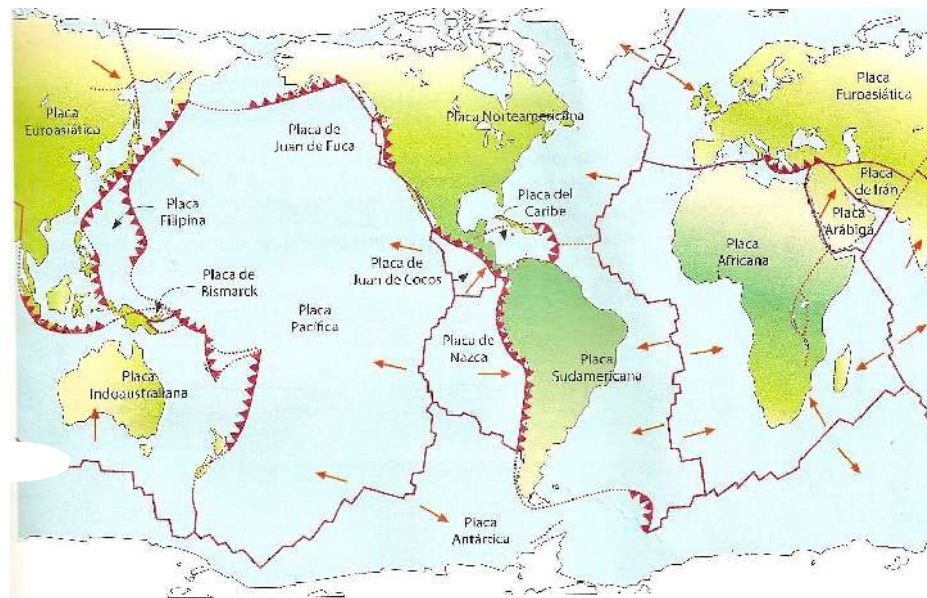 Placa
Euroasiática
Placa de
Juan de Fuca
Placa Norteamericana
Placa
Euroasiática
Placa
Filipina
Placa del
Caribe
Placa
de Irán
Placa
Arábiga
Placa de
Bismarck
Placa de
Juan de Cocos
Placa
Africana
Placa
Pacífica
Placa de
Nazca
Placa
Sudamericana
Placa
Indoaustraliana
Placa
Antártica